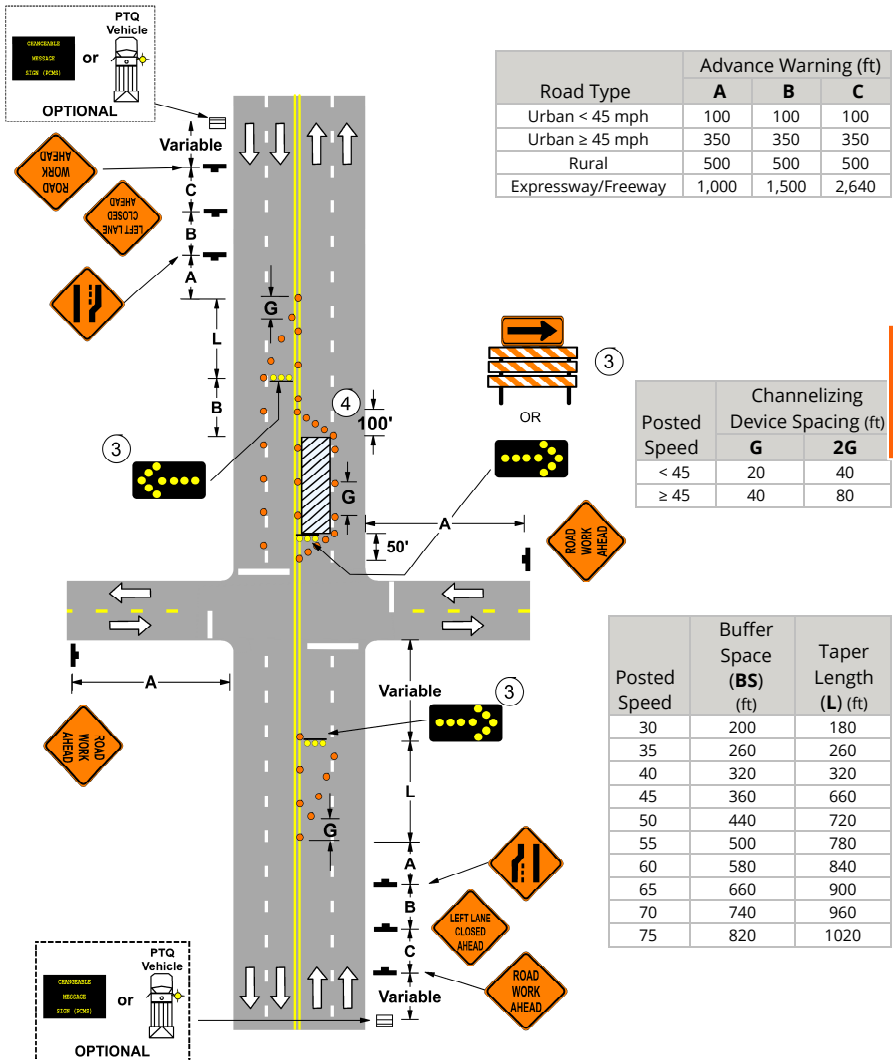 PTQ
Vehicle
CHANGEABLE
MESSAGE
SIGN (PCMS)
or
OPTIONAL
Variable
ROAD
WORK
AHEAD
C
LEFT LANE
CLOSED
AHEAD
B
A
G
L
B
3
4
100'
G
50'
A
3
OR
ROAD
WORK
AHEAD
Advance Warning (ft)
Road Type A B C
Urban < 45 mph 100 100 100
Urban ≥ 45 mph 350 350 350
Rural 500 500 500
Expressway/Freeway 1,000 1,500 2,640
Channelizing
Device Spacing (ft)
Posted
Speed
G 2G
< 45 20 40
≥ 45 40 80
A
ROAD
WORK
AHEAD
Variable
3
L
G
A
B
C
LEFT LANE
CLOSED
AHEAD
ROAD
WORK
AHEAD
Variable
Posted
Speed
Buffer
Space
(BS)
(ft)
Taper
Length
(L) (ft)
30 200 180
35 260 260
40 320 320
45 360 660
50 440 720
55 500 780
60 580 840
65 660 900
70 740 960
75 820 1020
PTQ
Vehicle
CHANGEABLE
MESSAGE
SIGN (PCMS)
or
OPTIONAL